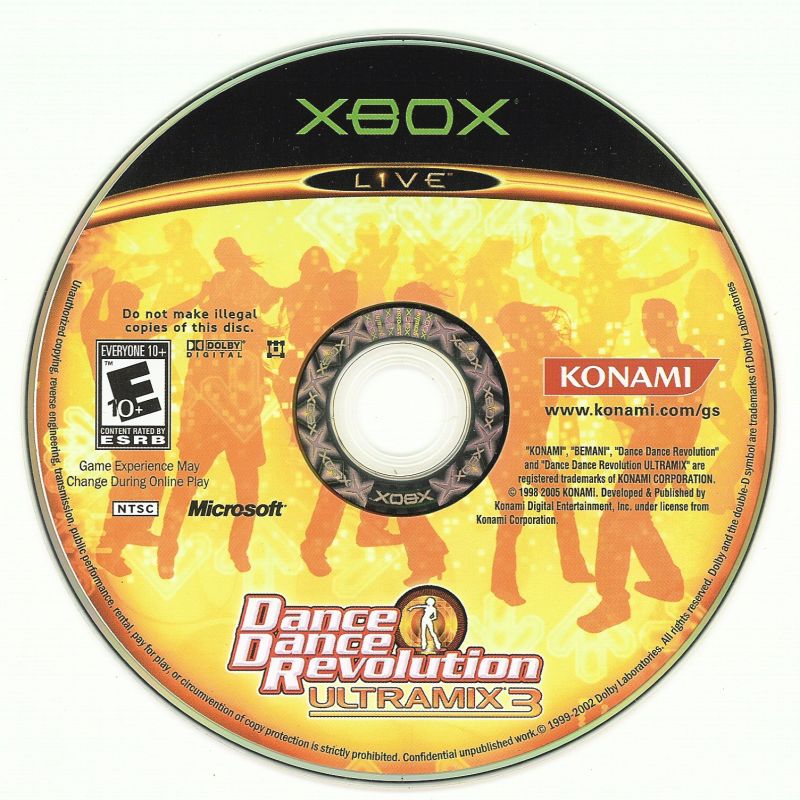 XBOX®
LIVE™
Do not make illegal
copies of this disc.
EVERYONE 10+
™
E
10+
CONTENT RATED BY
ESRB
DOLBY
DIGITAL
Game Experience May
Change During Online Play
NTSC
Microsoft®
KONAMI
www.konami.com/gs
"KONAMI", "BEMANI", "Dance Dance Revolution"
and "Dance Dance Revolution ULTRAMIX" are
registered trademarks of KONAMI CORPORATION.
© 1998 2005 KONAMI. Developed & Published by
Konami Digital Entertainment, Inc. under license from
Konami Corporation.
XBOX
Dance
Dance
Revolution
ULTRAMIX 3
Unauthorized copying, reverse engineering, transmission, public performance, rental, pay for play, or circumvention of copy protection is strictly prohibited. Confidential unpublished work. © 1999-2002 Dolby Laboratories. All rights reserved. Dolby and the double-D symbol are trademarks of Dolby Laboratories